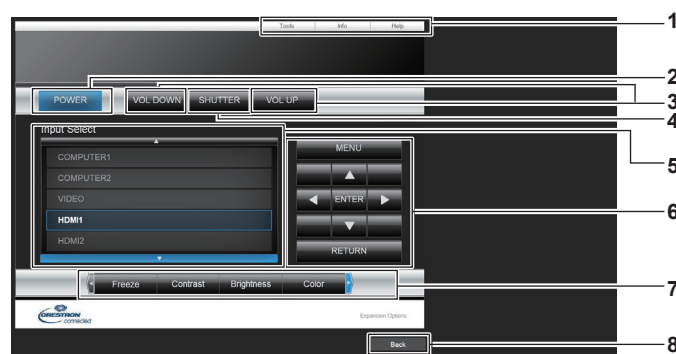 Tools Info Help 1
2
POWER VOL DOWN SHUTTER VOL UP 3
4
Input Select
MENU
COMPUTER1 5
COMPUTER2
VIDEO ENTER 6
HDMI1
HDMI2 RETURN
Freeze Contrast Brightness Color 7
CRESTRON connected Expansion Options
Back 8